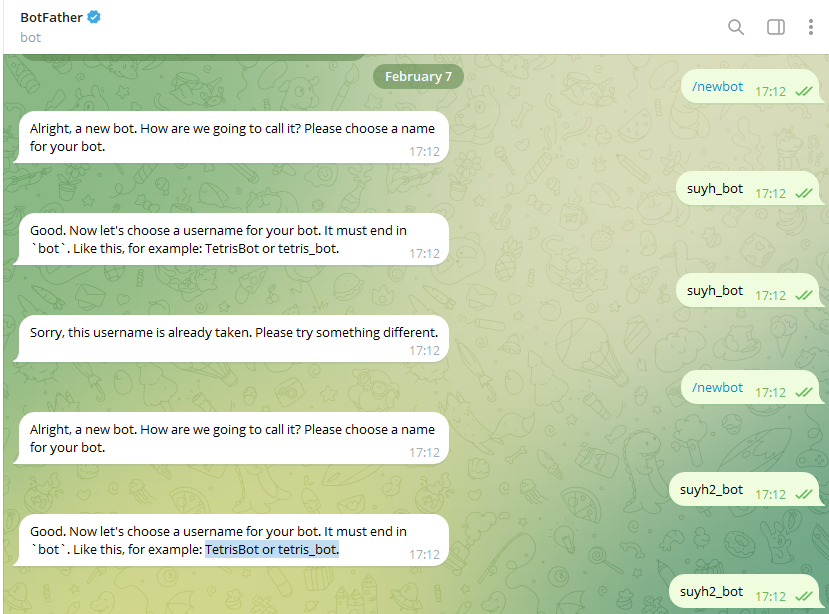 BotFather
bot
February 7
/newbot 17:12
Alright, a new bot. How are we going to call it? Please choose a name
for your bot. 17:12
suyh_bot 17:12
Good. Now let's choose a username for your bot. It must end in
`bot`. Like this, for example: TetrisBot or tetris_bot. 17:12
suyh_bot 17:12
Sorry, this username is already taken. Please try something different.
17:12
/newbot 17:12
Alright, a new bot. How are we going to call it? Please choose a name
for your bot. 17:12
suyh2_bot 17:12
Good. Now let's choose a username for your bot. It must end in
`bot`. Like this, for example: TetrisBot or tetris_bot. 17:12
suyh2_bot 17:12